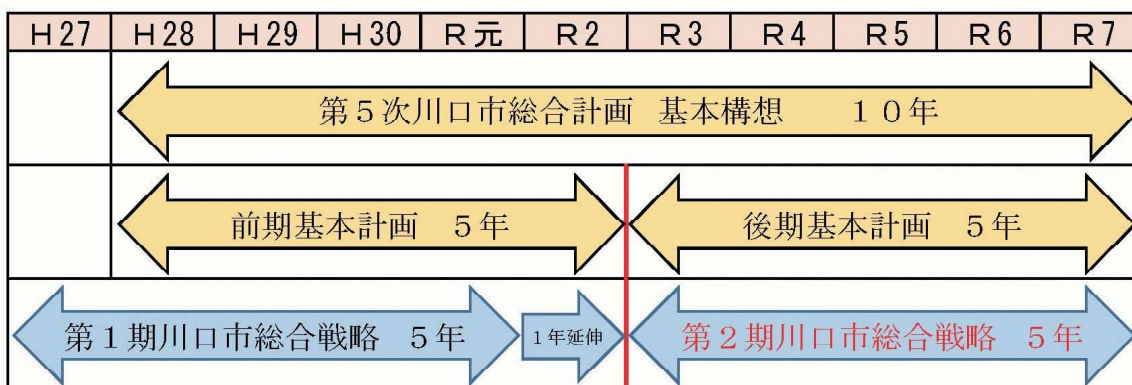 H27 H28 H29 H30 R元 R2 R3 R4 R5 R6 R7
第5次川口市総合計画 基本構想 10年
前期基本計画 5年 後期基本計画 5年
第1期川口市総合戦略 5年 1年延伸 第2期川口市総合戦略 5年